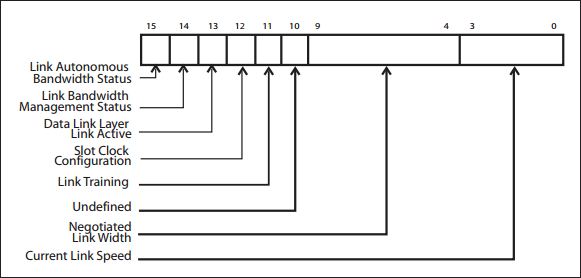 15 14 13 12 11 10 9 4 3 0
Link Autonomous
Bandwidth Status
Link Bandwidth
Management Status
Data Link Layer
Link Active
Slot Clock
Configuration
Link Training
Undefined
Negotiated
Link Width
Current Link Speed